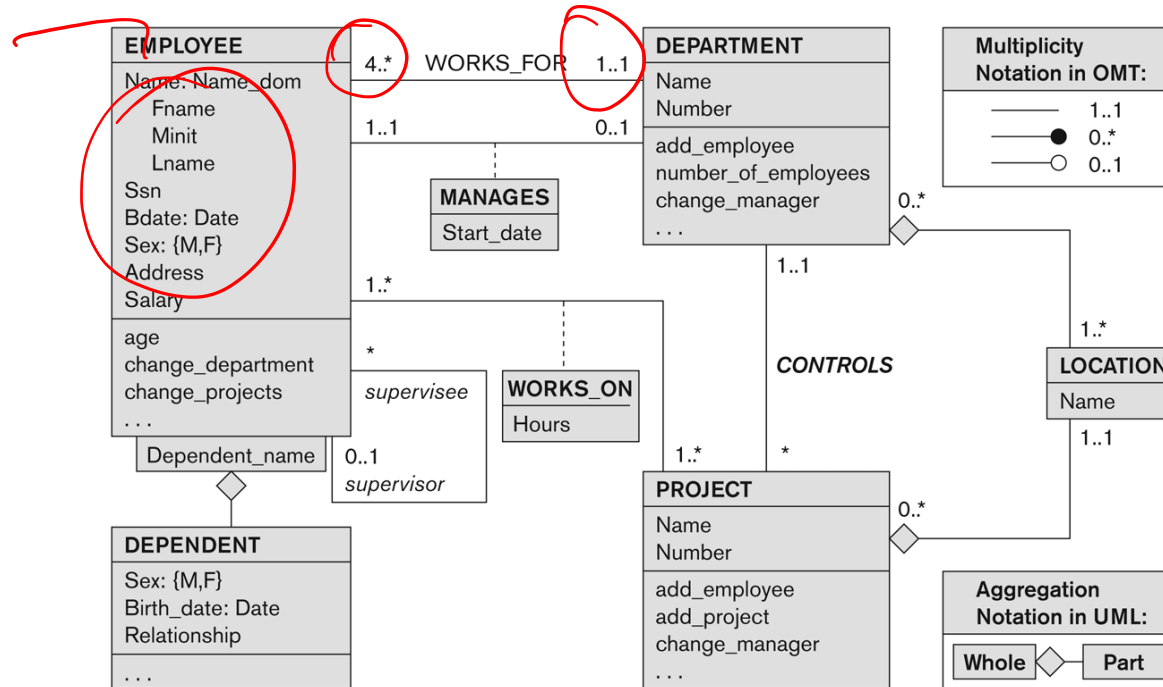 EMPLOYEE
Name: Name_dom
Fname
Minit
Lname
Ssn
Bdate: Date
Sex: {M,F}
Address
Salary
age
change_department
change_projects
. . .
Dependent_name
DEPENDENT
Sex: {M,F}
Birth_date: Date
Relationship
. . .
4..*
WORKS_FOR
1..1
1..1
0..1
MANAGES
Start_date
1..*
*
supervisee
0..1
supervisor
WORKS_ON
Hours
1..*
DEPARTMENT
Name
Number
add_employee
number_of_employees
change_manager
. . .
0..*
1..1
CONTROLS
*
PROJECT
Name
Number
add_employee
add_project
change_manager
. . .
0..*
1..*
LOCATION
Name
1..1
Multiplicity
Notation in OMT:
1..1
0..*
0..1
Aggregation
Notation in UML:
Whole
Part